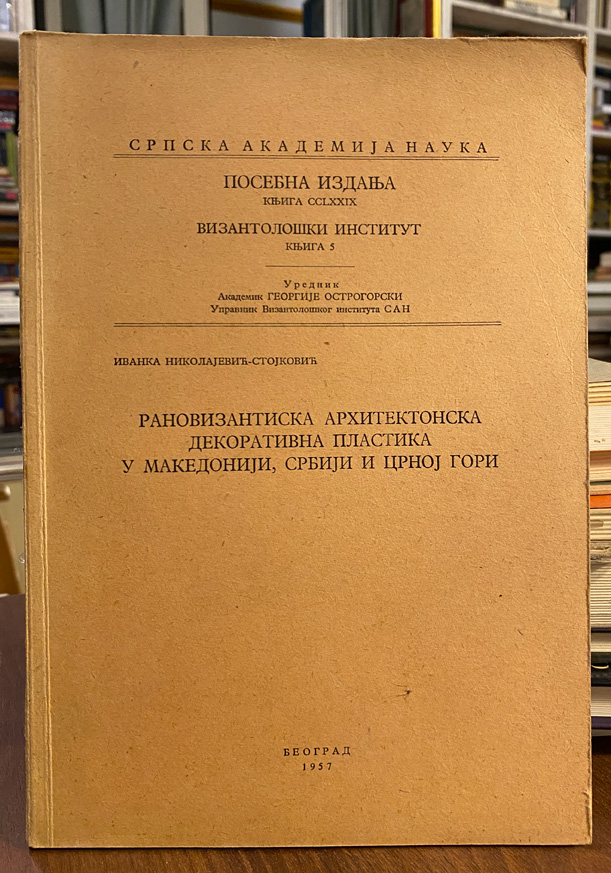 СРПСКА АКАДЕМИЈА НАУКА
ПОСЕБНА ИЗДАЊА
КЊИГА CCLXXIX
ВИЗАНТОЛОШКИ ИНСТИТУТ
КЊИГА 5
Уредник
Академик ГЕОРГИЈЕ ОСТРОГОРСКИ
Управник Византолошког института САН
ИВАНКА НИКОЛАЈЕВИЋ-СТОЈКОВИЋ
РАНОВИЗАНТИСКА АРХИТЕКТОНСКА
ДЕКОРАТИВНА ПЛАСТИКА
У МАКЕДОНИЈИ, СРБИЈИ И ЦРНОЈ ГОРИ
БЕОГРАД
1957